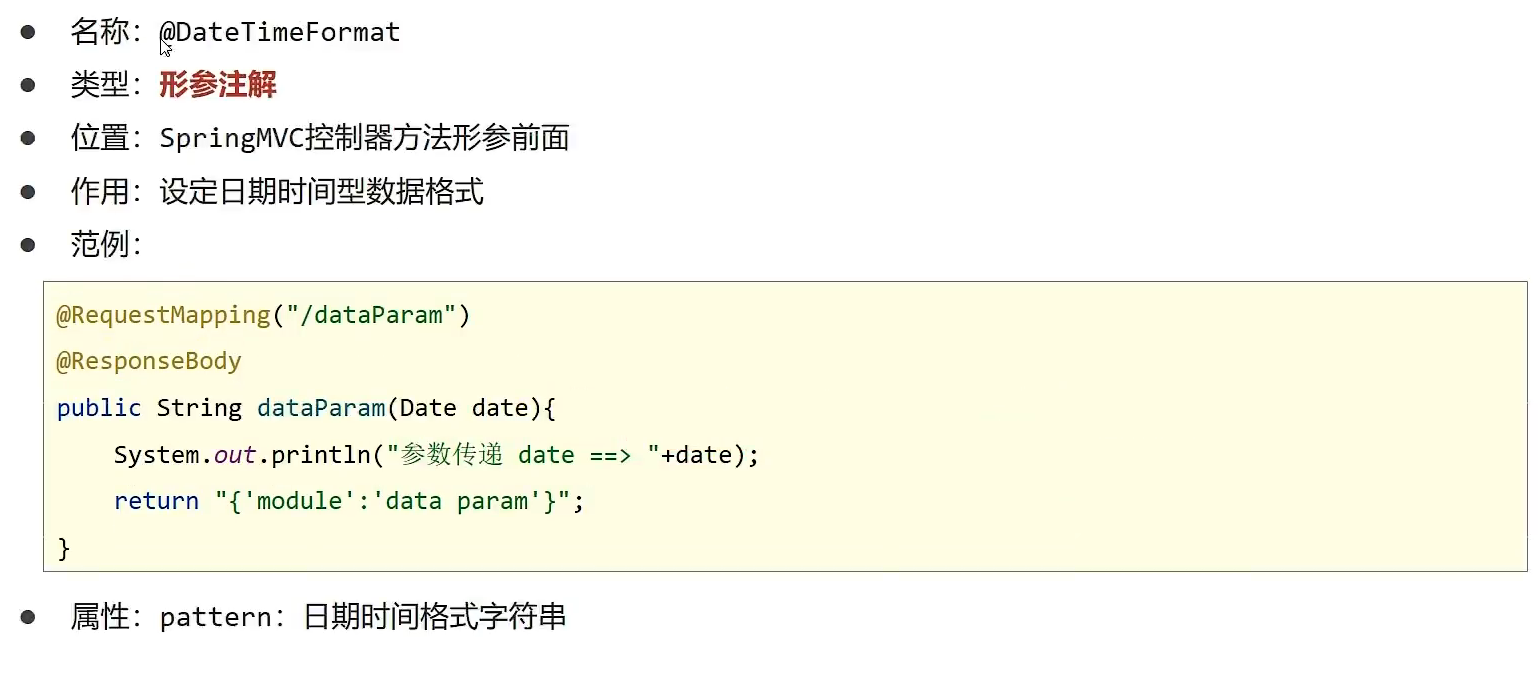 ● 名称：@DateTimeFormat
● 类型：形参注解
● 位置：SpringMVC控制器方法形参前面
● 作用：设定日期时间型数据格式
● 范例：
@RequestMapping("/dataParam")
@ResponseBody
public String dataParam(Date date){
    System.out.println("参数传递 date ==> "+date);
    return "{'module':'data param'}";
}
● 属性：pattern：日期时间格式字符串